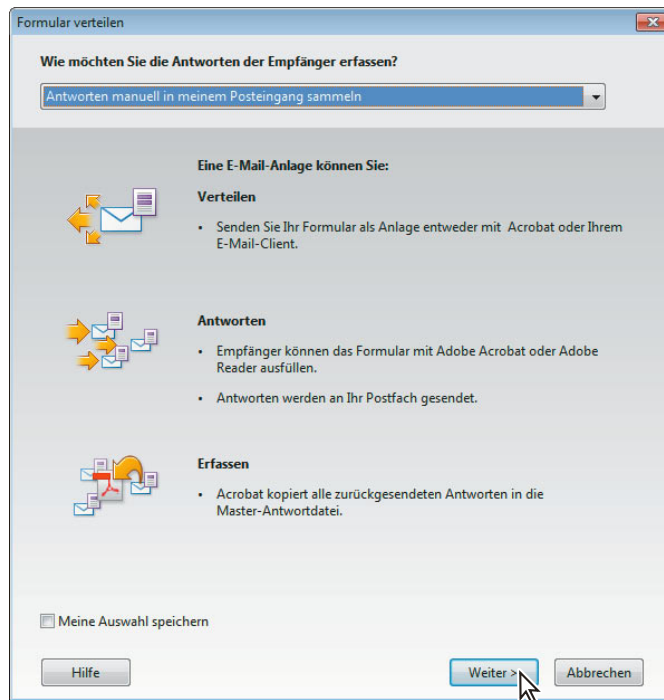 Formular verteilen
Wie möchten Sie die Antworten der Empfänger erfassen?
Antworten manuell in meinem Posteingang sammeln
Eine E-Mail-Anlage können Sie:
Verteilen
• Senden Sie Ihr Formular als Anlage entweder mit Acrobat oder Ihrem
E-Mail-Client.
Antworten
• Empfänger können das Formular mit Adobe Acrobat oder Adobe
Reader ausfüllen.
• Antworten werden an Ihr Postfach gesendet.
Erfassen
• Acrobat kopiert alle zurückgesendeten Antworten in die
Master-Antwortdatei.
Meine Auswahl speichern
Hilfe
Weiter >
Abbrechen